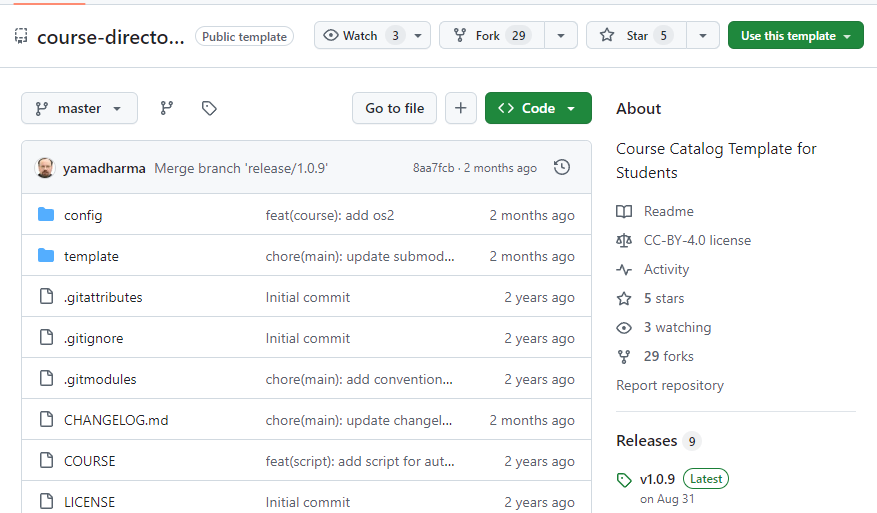 course-directo... Public template Watch 3 Fork 29 Star 5 Use this template
master Go to file + Code
yamadharma Merge branch 'release/1.0.9' 8aa7fcb · 2 months ago
config feat(course): add os2 2 months ago
template chore(main): update submod... 2 months ago
.gitattributes Initial commit 2 years ago
.gitignore Initial commit 2 years ago
.gitmodules chore(main): add convention... 2 years ago
CHANGELOG.md chore(main): update changel... 2 months ago
COURSE feat(script): add script for aut... 2 years ago
LICENSE Initial commit 2 years ago
About
Course Catalog Template for
Students
Readme
CC-BY-4.0 license
Activity
5 stars
3 watching
29 forks
Report repository
Releases 9
v1.0.9 Latest
on Aug 31